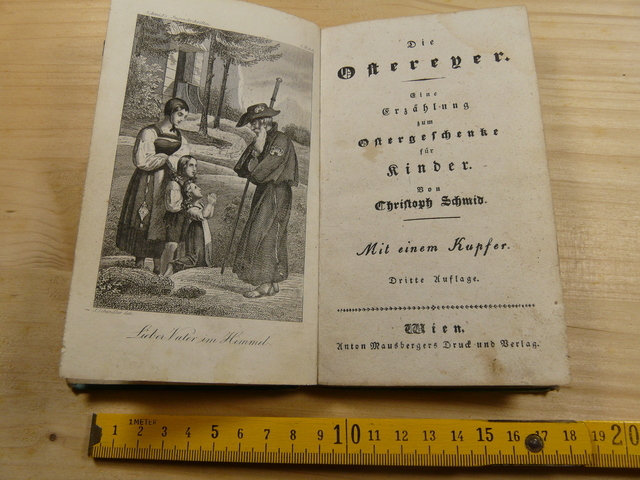 Lieber Vater im Himmel.
Die
Ostereyer.
Eine
Erzählung
zum
Ostergeschenke
für
Kinder.
Von
Christoph Schmid.
Mit einem Kupfer.
Dritte Auflage.
Wien.
Anton Mausbergers Druck und Verlag.
1 METER
1 2 3 4 5 6 7 8 9 10 11 12 13 14 15 16 17 18 19 20